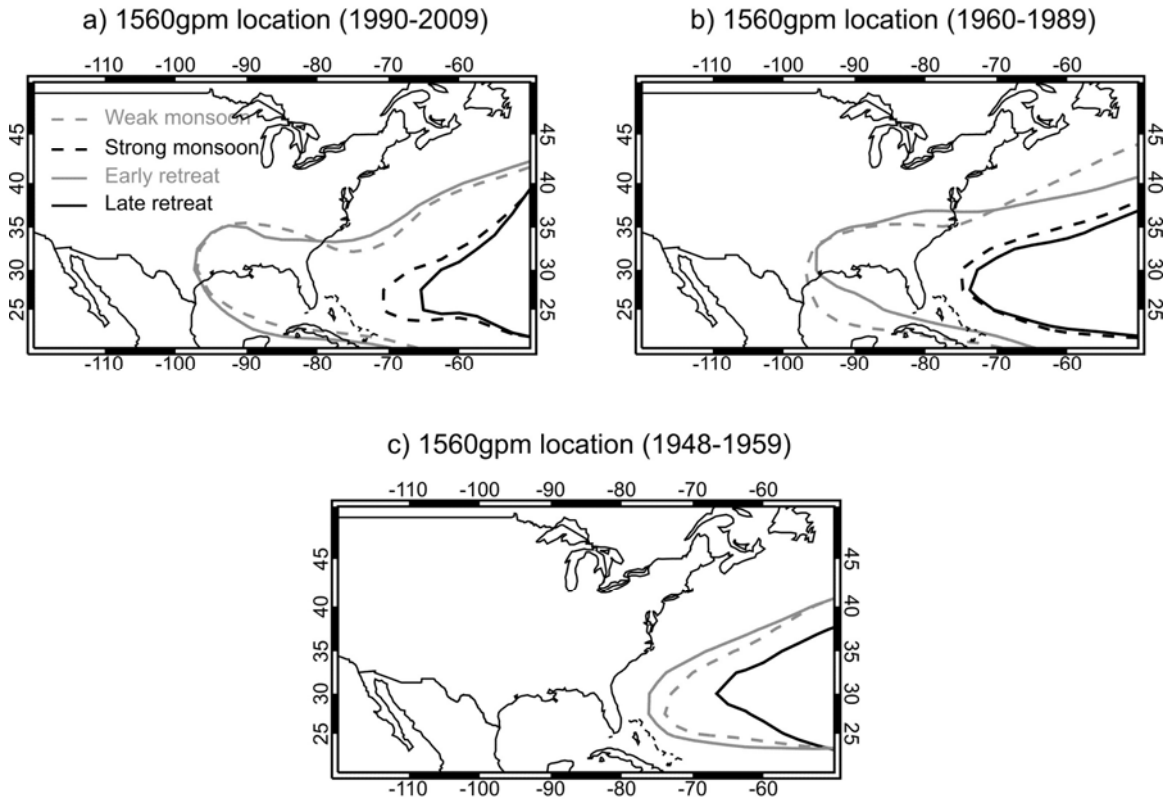 a) 1560gpm location (1990-2009)
-110 -100 -90 -80 -70 -60
45 40 35 30 25
Weak monsoon
Strong monsoon
Early retreat
Late retreat
45 40 35 30 25
-110 -100 -90 -80 -70 -60
b) 1560gpm location (1960-1989)
-110 -100 -90 -80 -70 -60
45 40 35 30 25
45 40 35 30 25
-110 -100 -90 -80 -70 -60
c) 1560gpm location (1948-1959)
-110 -100 -90 -80 -70 -60
45 40 35 30 25
45 40 35 30 25
-110 -100 -90 -80 -70 -60